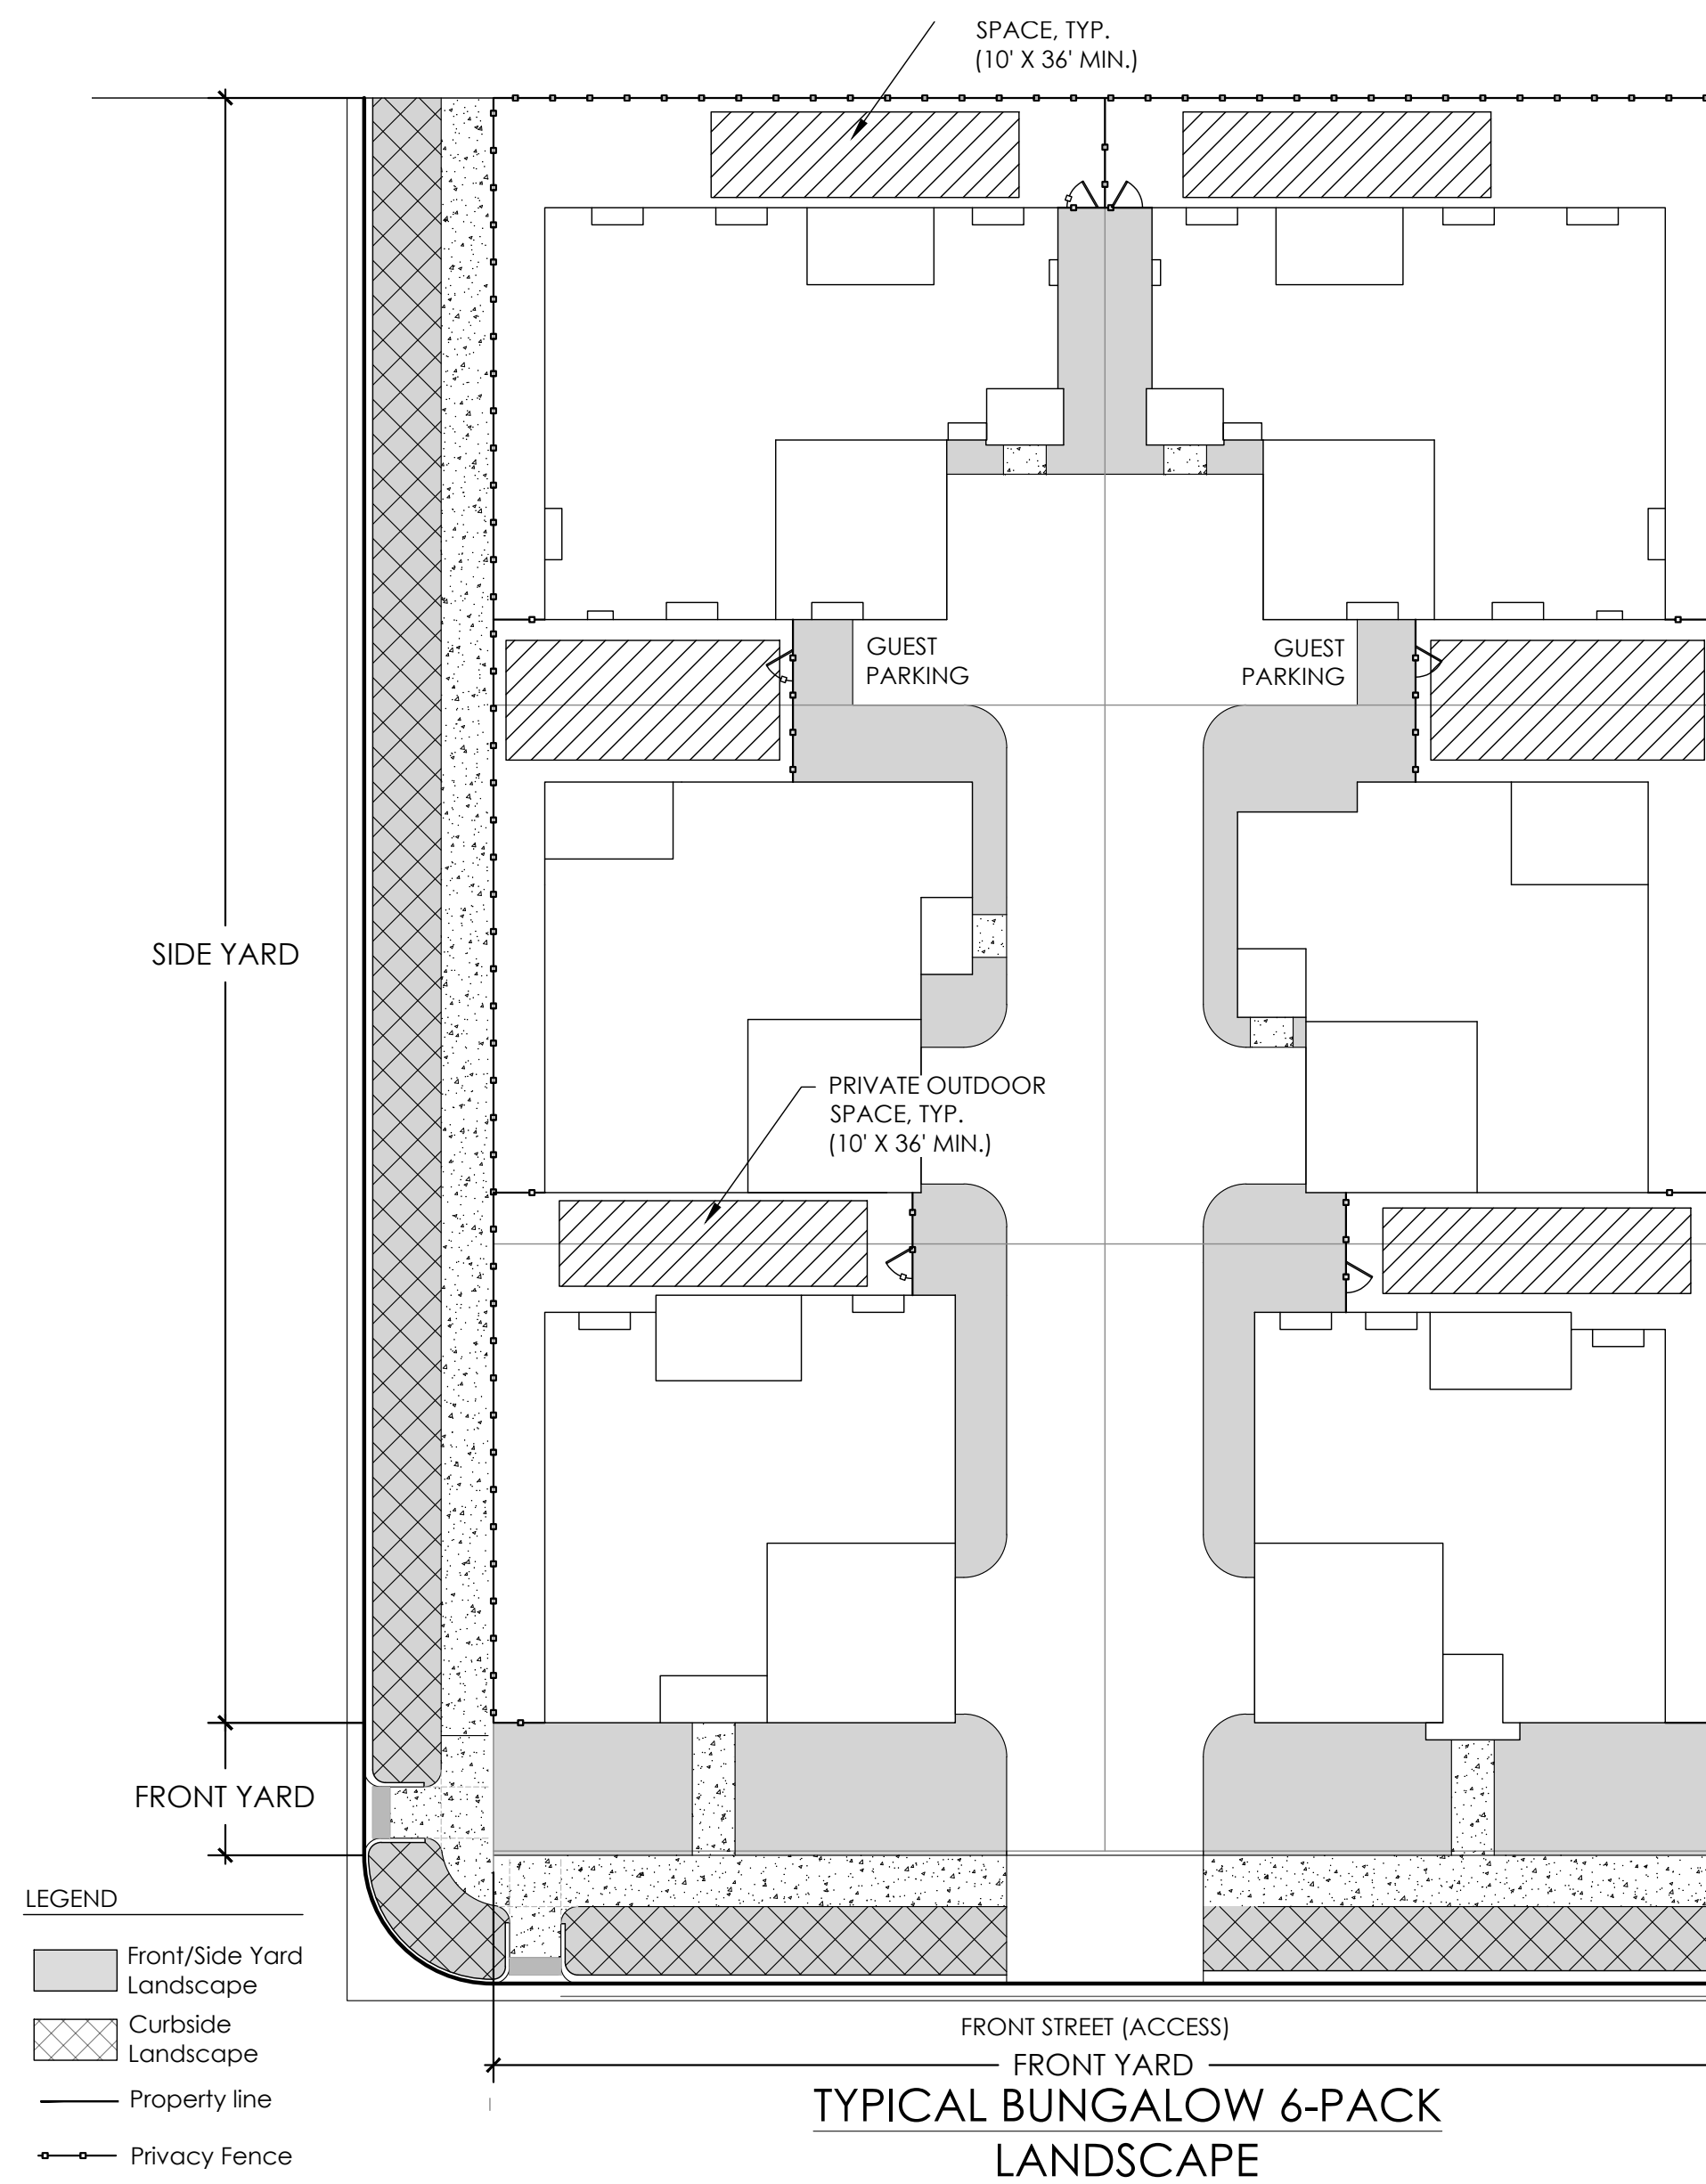 SPACE, TYP.
(10' X 36' MIN.)
GUEST
PARKING
GUEST
PARKING
SIDE YARD
PRIVATE OUTDOOR
SPACE, TYP.
(10' X 36' MIN.)
FRONT YARD
LEGEND
Front/Side Yard
Landscape
Curbside
Landscape
Property line
Privacy Fence
FRONT STREET (ACCESS)
FRONT YARD
TYPICAL BUNGALOW 6-PACK
LANDSCAPE